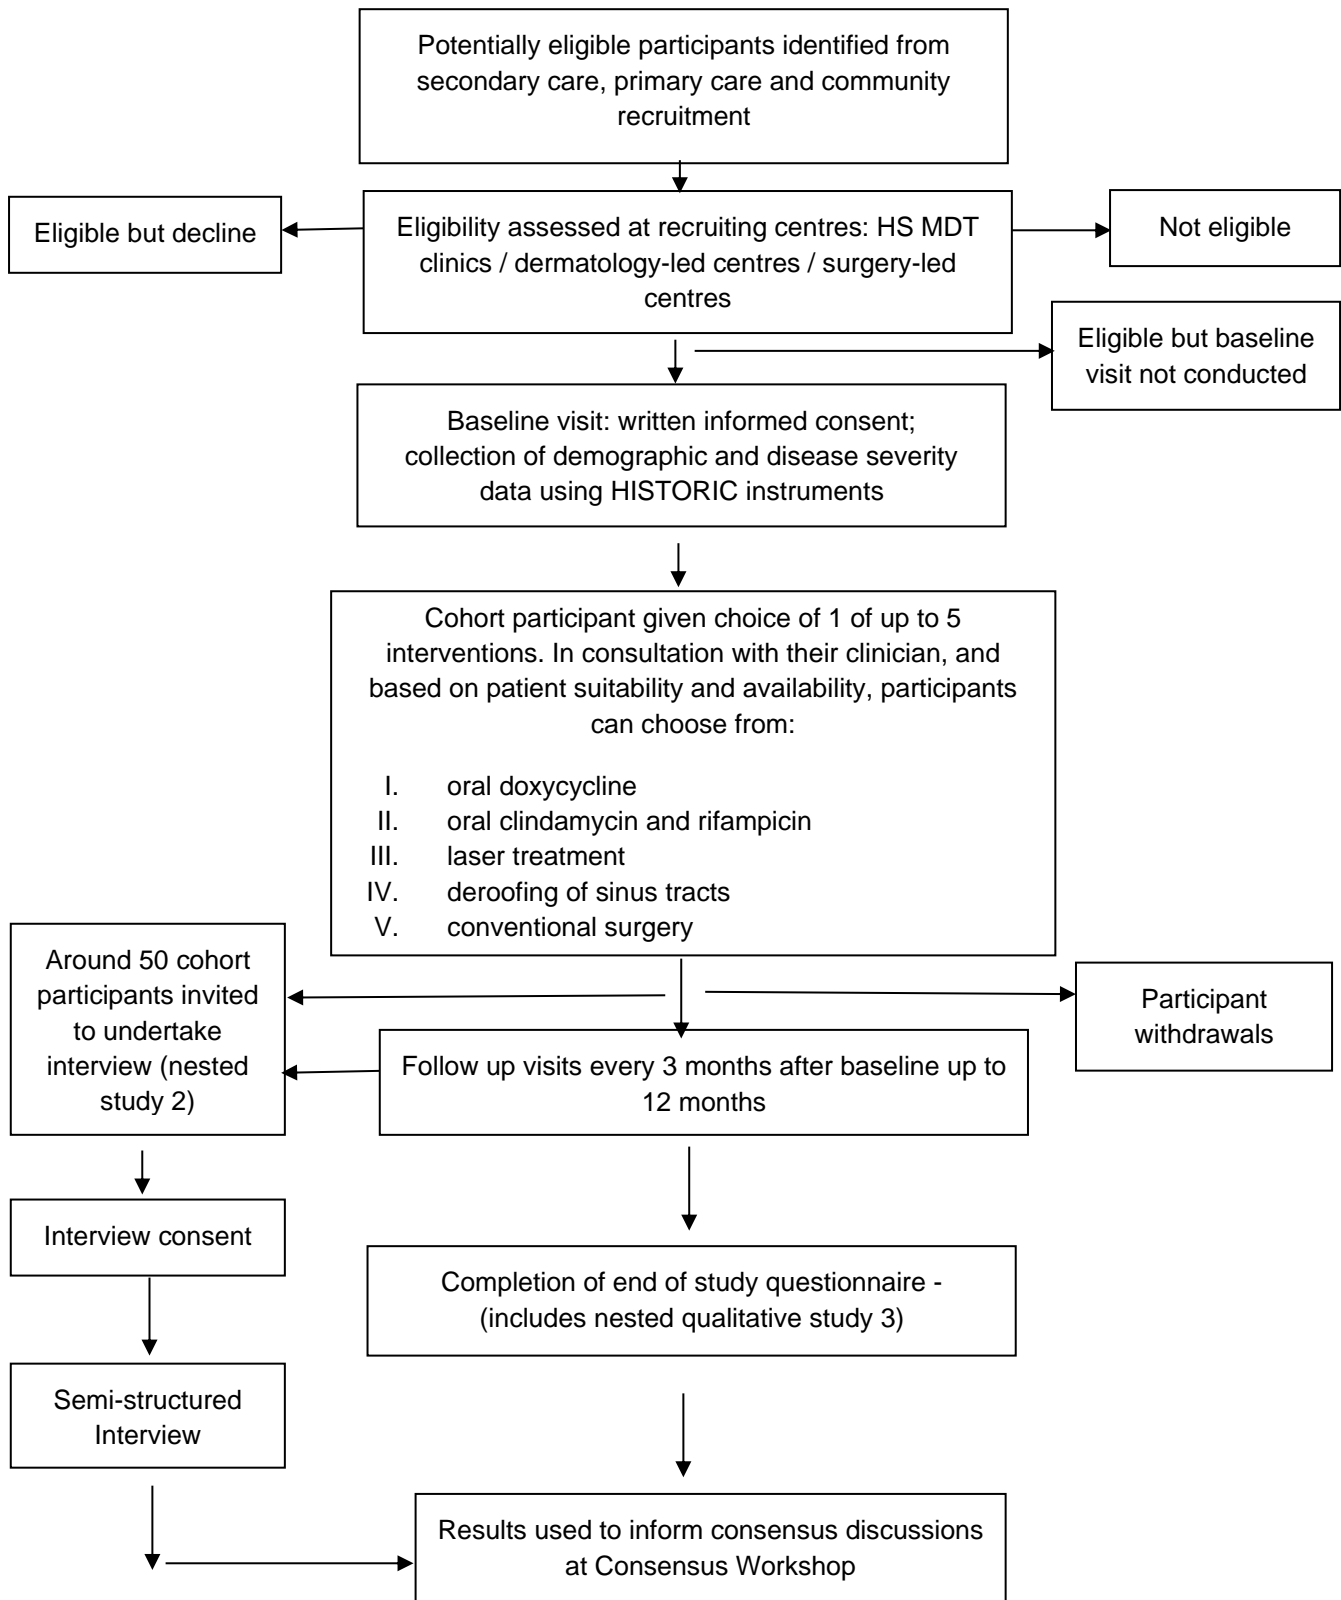 Potentially eligible participants identified from
secondary care, primary care and community
recruitment
Eligible but decline
Eligibility assessed at recruiting centres: HS MDT
clinics / dermatology-led centres / surgery-led
centres
Not eligible
Eligible but baseline
visit not conducted
Baseline visit: written informed consent;
collection of demographic and disease severity
data using HISTORIC instruments
Cohort participant given choice of 1 of up to 5
interventions. In consultation with their clinician, and
based on patient suitability and availability, participants
can choose from:
I. oral doxycycline
II. oral clindamycin and rifampicin
III. laser treatment
IV. deroofing of sinus tracts
V. conventional surgery
Around 50 cohort
participants invited
to undertake
interview (nested
study 2)
Participant
withdrawals
Follow up visits every 3 months after baseline up to
12 months
Interview consent
Completion of end of study questionnaire -
(includes nested qualitative study 3)
Semi-structured
Interview
Results used to inform consensus discussions
at Consensus Workshop